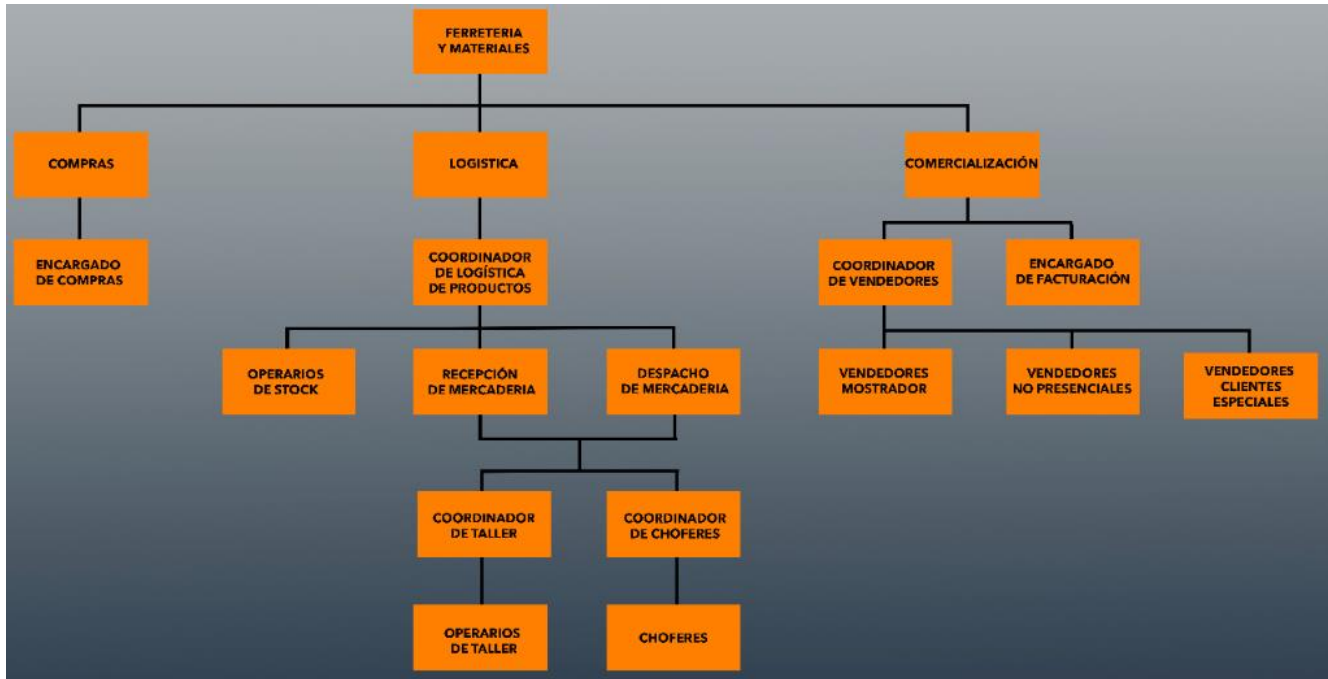 FERRETERIA
Y MATERIALES
COMPRAS
LOGISTICA
COMERCIALIZACIÓN
ENCARGADO
DE COMPRAS
COORDINADOR
DE LOGÍSTICA
DE PRODUCTOS
COORDINADOR
DE VENDEDORES
ENCARGADO
DE FACTURACIÓN
OPERARIOS
DE STOCK
RECEPCIÓN
DE MERCADERIA
DESPACHO
DE MERCADERIA
VENDEDORES
MOSTRADOR
VENDEDORES
NO PRESENCIALES
VENDEDORES
CLIENTES
ESPECIALES
COORDINADOR
DE TALLER
COORDINADOR
DE CHOFERES
OPERARIOS
DE TALLER
CHOFERES